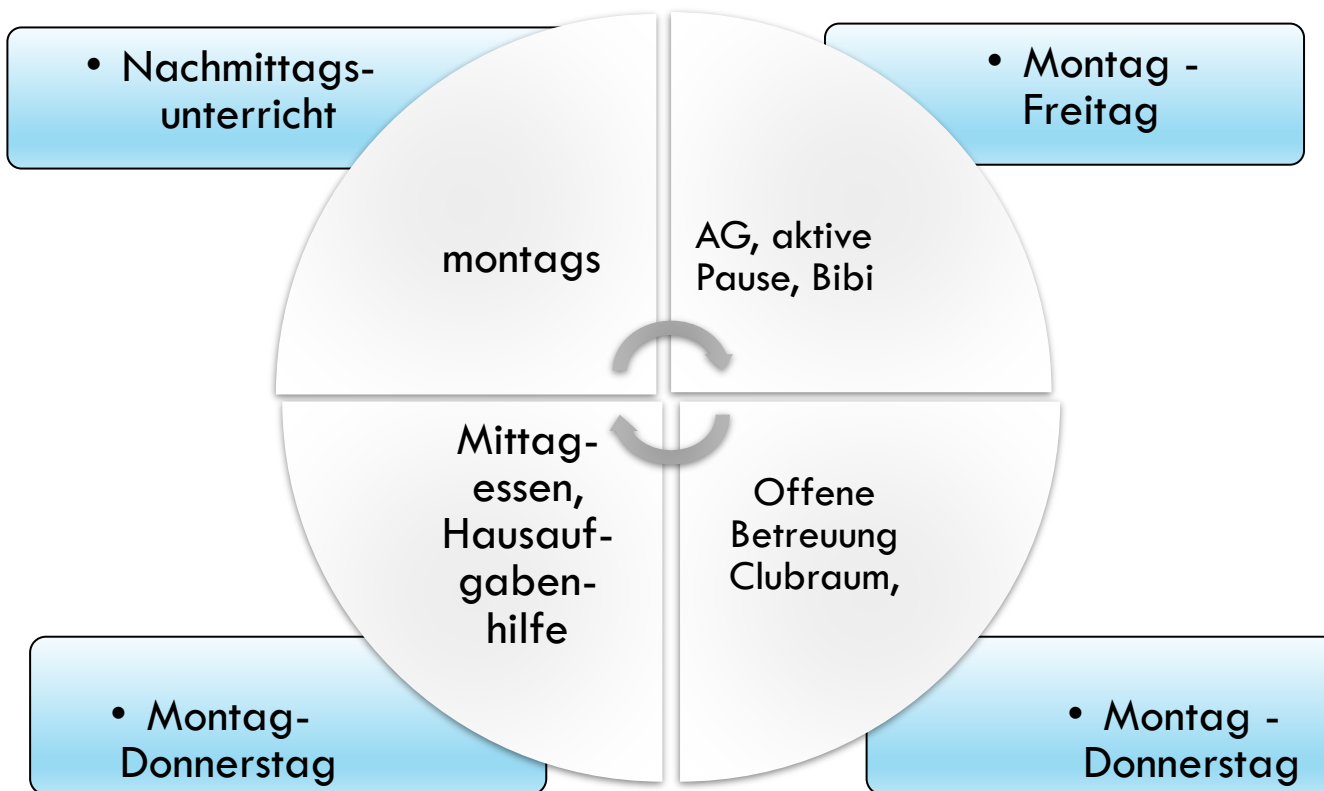 • Nachmittags-
unterricht
montags
• Montag -
Freitag
AG, aktive
Pause, Bibi
Mittag-
essen,
Hausauf-
gaben-
hilfe
• Montag-
Donnerstag
Offene
Betreuung
Clubraum,
• Montag -
Donnerstag